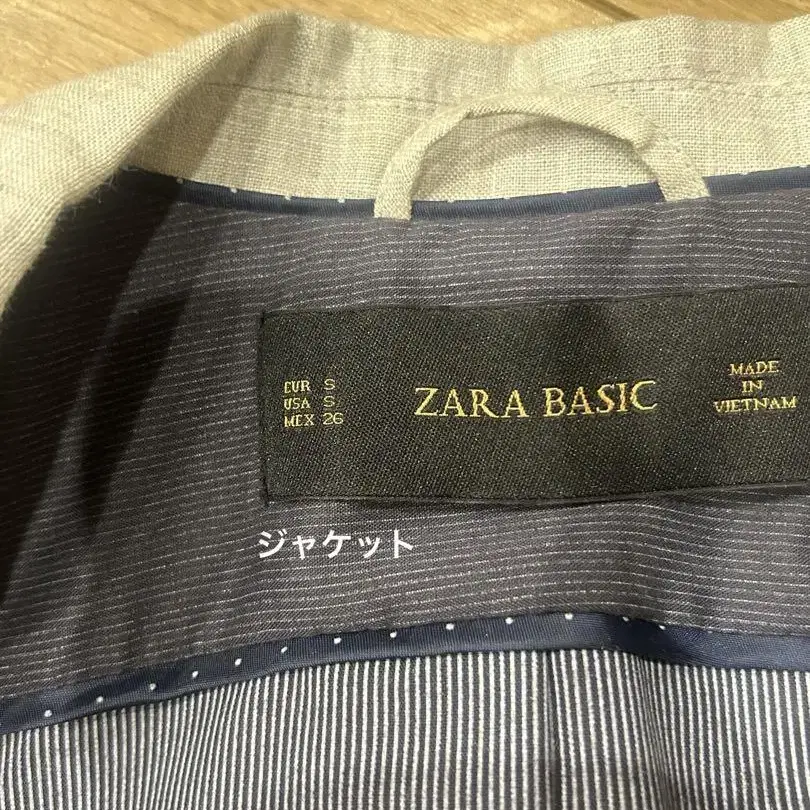 EUR S
USA S
MEX 26
ZARA BASIC
MADE
IN
VIETNAM
ジャケット